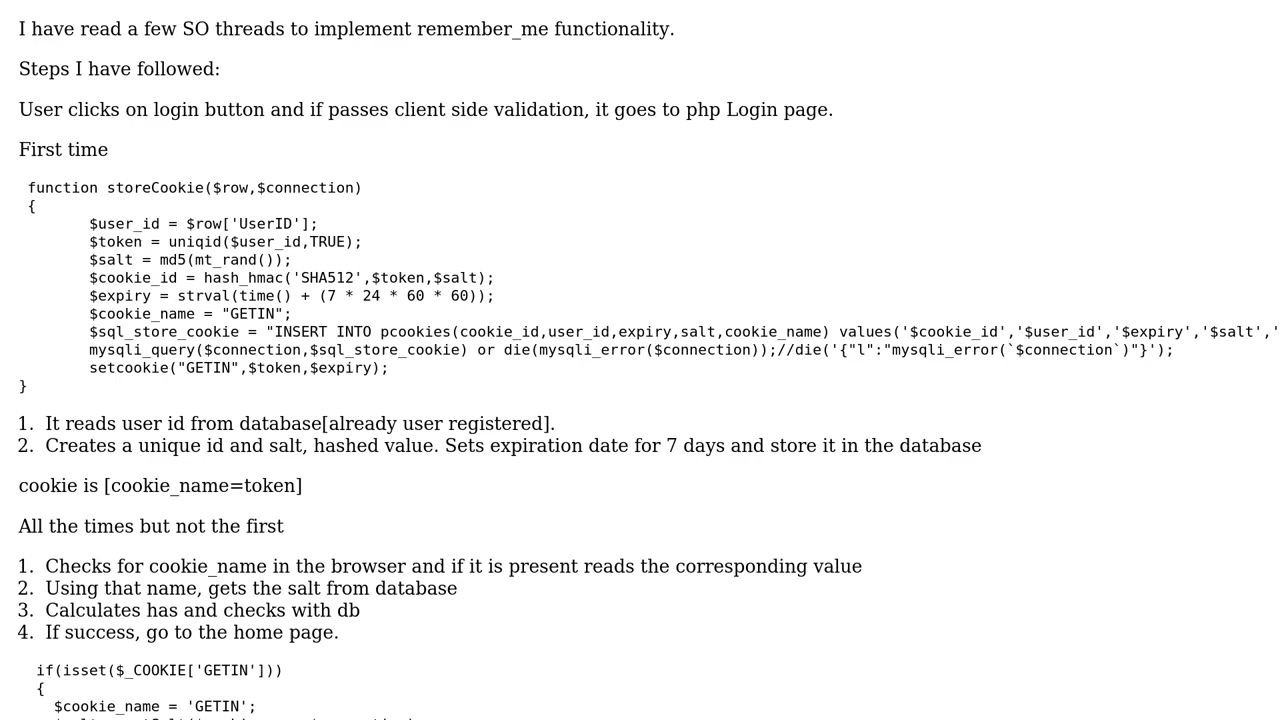 I have read a few SO threads to implement remember_me functionality.
Steps I have followed:
User clicks on login button and if passes client side validation, it goes to php Login page.
First time
function storeCookie($row,$connection)
{
$user_id = $row['UserID'];
$token = uniqid($user_id,TRUE);
$salt = md5(mt_rand());
$cookie_id = hash_hmac('SHA512',$token,$salt);
$expiry = strval(time() + (7 * 24 * 60 * 60));
$cookie_name = "GETIN";
$sql_store_cookie = "INSERT INTO pcookies(cookie_id,user_id,expiry,salt,cookie_name) values('$cookie_id','$user_id','$expiry','$salt','
mysqli_query($connection,$sql_store_cookie) or die(mysqli_error($connection));//die('{"l":"mysqli_error(`$connection`)"}');
setcookie("GETIN",$token,$expiry);
}
1. It reads user id from database[already user registered].
2. Creates a unique id and salt, hashed value. Sets expiration date for 7 days and store it in the database
cookie is [cookie_name=token]
All the times but not the first
1. Checks for cookie_name in the browser and if it is present reads the corresponding value
2. Using that name, gets the salt from database
3. Calculates has and checks with db
4. If success, go to the home page.
if(isset($_COOKIE['GETIN']))
{
$cookie_name = 'GETIN';